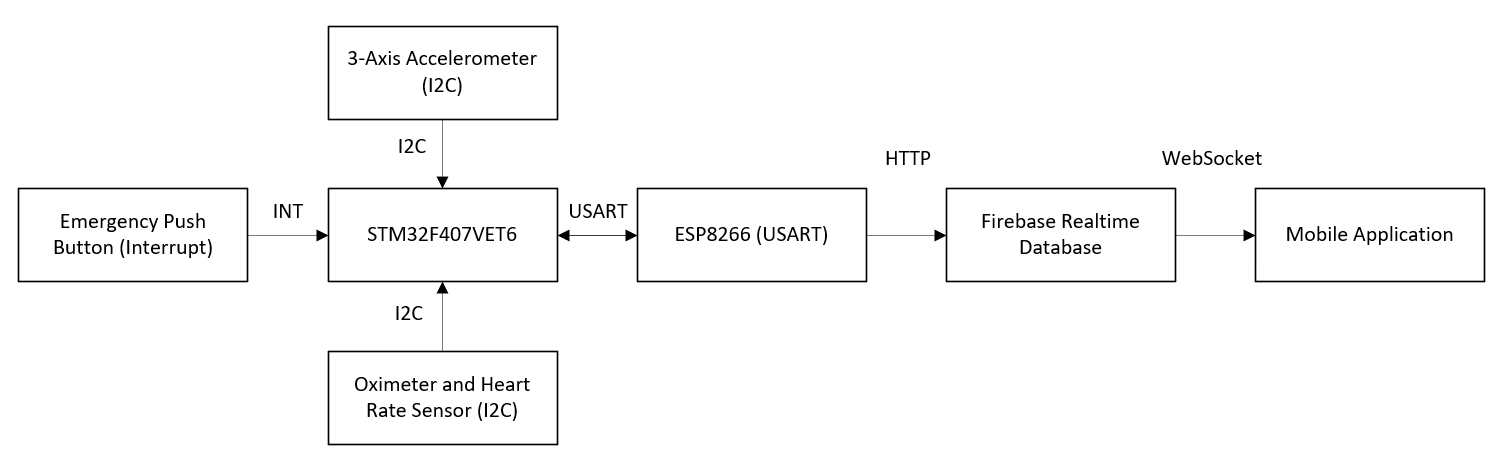 3-Axis Accelerometer
(I2C)
I2C
HTTP
WebSocket
Emergency Push
Button (Interrupt)
INT
STM32F407VET6
USART
ESP8266 (USART)
Firebase Realtime
Database
Mobile Application
I2C
Oximeter and Heart
Rate Sensor (I2C)